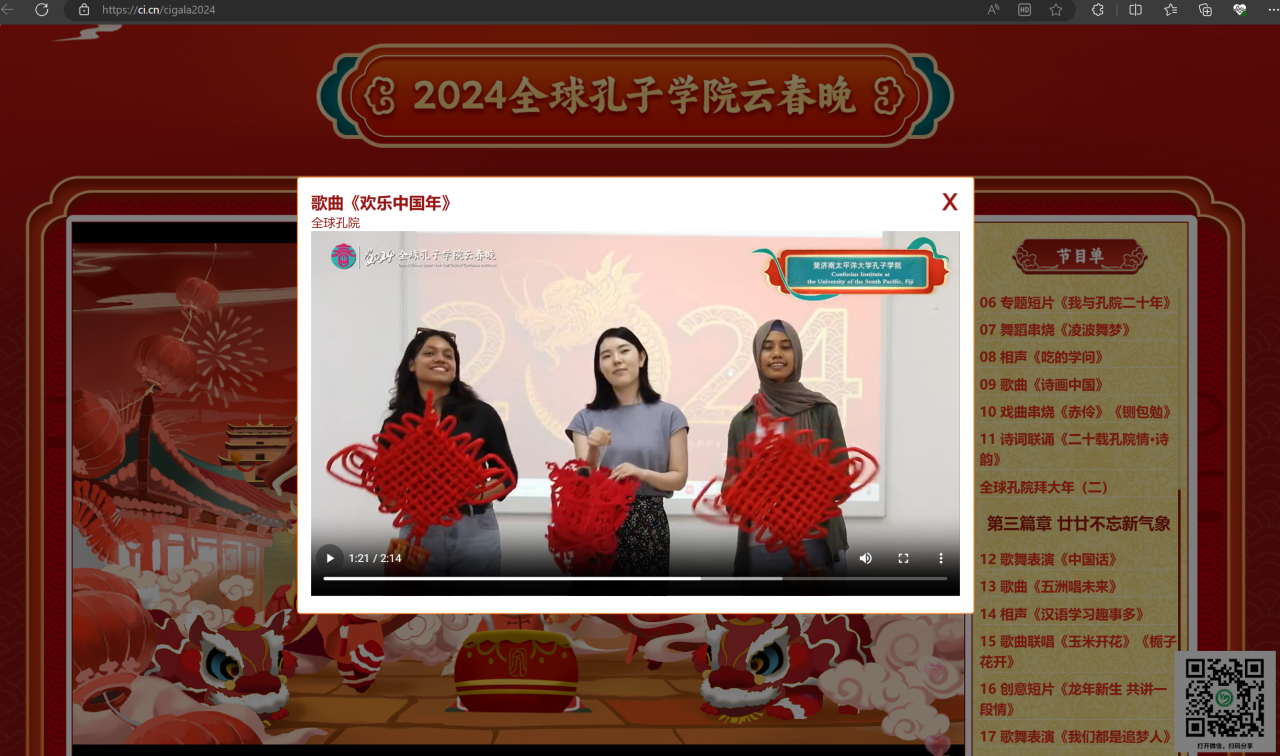 https://ci.cn/cigala2024
2024全球孔子学院云春晚
歌曲《欢乐中国年》
X
全球孔院
2024 全球孔子学院云春晚
斐济南太平洋大学孔子学院
Confucius Institute at
the University of the South Pacific, Fiji
2024
1:21 / 2:14
节目单
06 专题短片《我与孔院二十年》
07 舞蹈串烧《凌波舞梦》
08 相声《吃的学问》
09 歌曲《诗画中国》
10 戏曲串烧《赤伶》《铡包勉》
11 诗词联诵《二十载孔院情•诗
韵》
全球孔院拜大年（二）
第三篇章 廿廿不忘新气象
12 歌舞表演《中国话》
13 歌曲《五洲唱未来》
14 相声《汉语学习趣事多》
15 歌曲联唱《玉米开花》《栀子
花开》
16 创意短片《龙年新生 共讲一
段情》
17 歌舞表演《我们都是追梦人》
打开微信，扫码分享